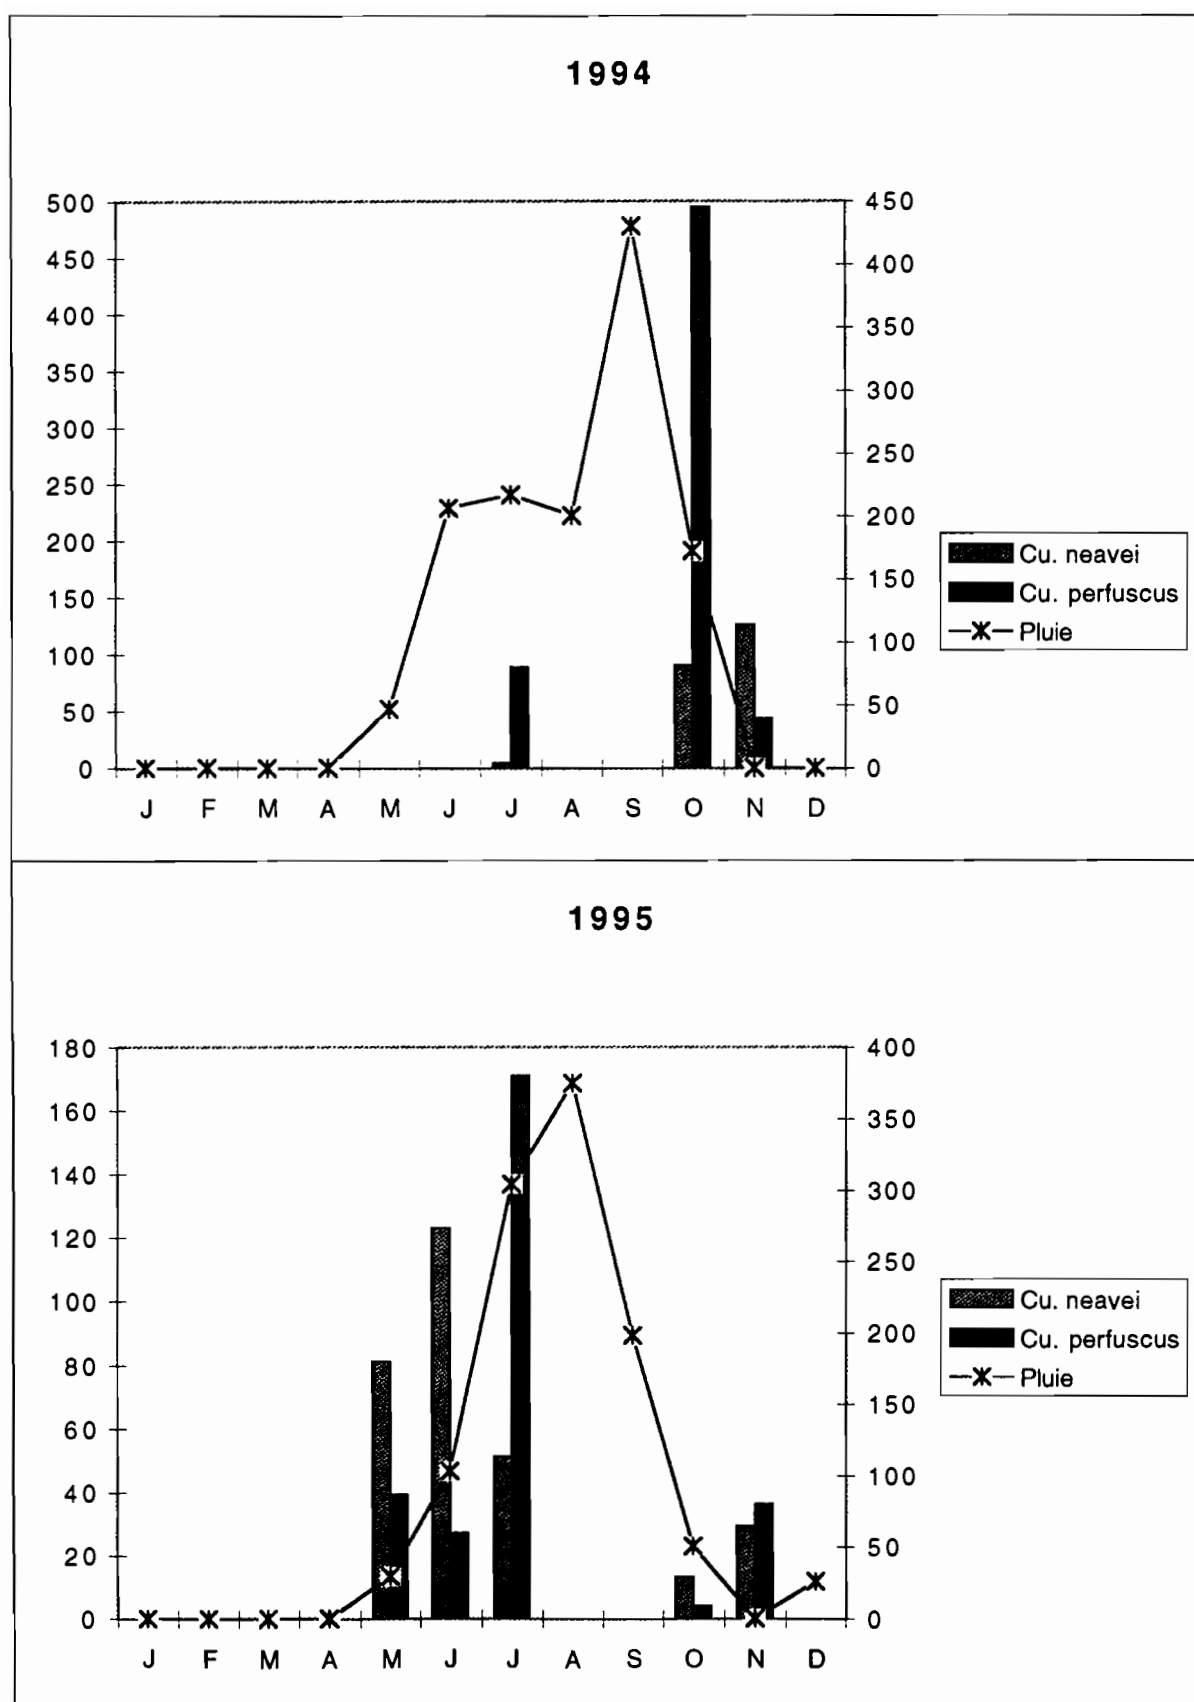 1994
500 450
450 400
400 350
350 300
300 250
250 200
200 150
150 100
100 50
50 0
0
J F M A M J J A S O N D
Cu. neavei
Cu. perfuscus
Pluie
1995
180 400
160 350
140 300
120 250
100 200
80 150
60 100
40 50
20 0
0
J F M A M J J A S O N D
Cu. neavei
Cu. perfuscus
Pluie